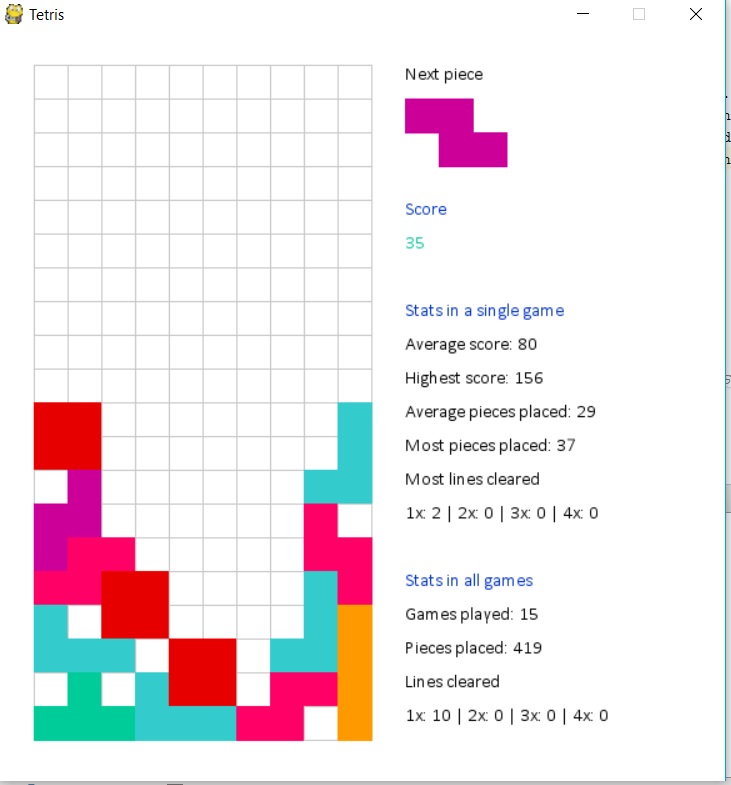 Tetris
Next piece
Score
35
Stats in a single game
Average score: 80
Highest score: 156
Average pieces placed: 29
Most pieces placed: 37
Most lines cleared
1x: 2 | 2x: 0 | 3x: 0 | 4x: 0
Stats in all games
Games played: 15
Pieces placed: 419
Lines cleared
1x: 10 | 2x: 0 | 3x: 0 | 4x: 0